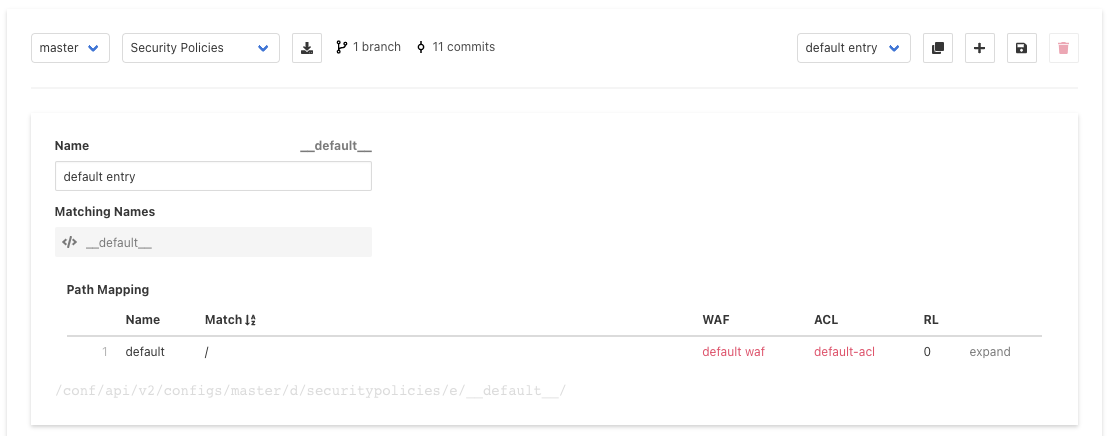 master Security Policies 1 branch 11 commits default entry
Name __default__
default entry
Matching Names
</> __default__
Path Mapping
Name Match WAF ACL RL
1 default / default waf default-acl 0 expand
/conf/api/v2/configs/master/d/securitypolicies/e/__default__/